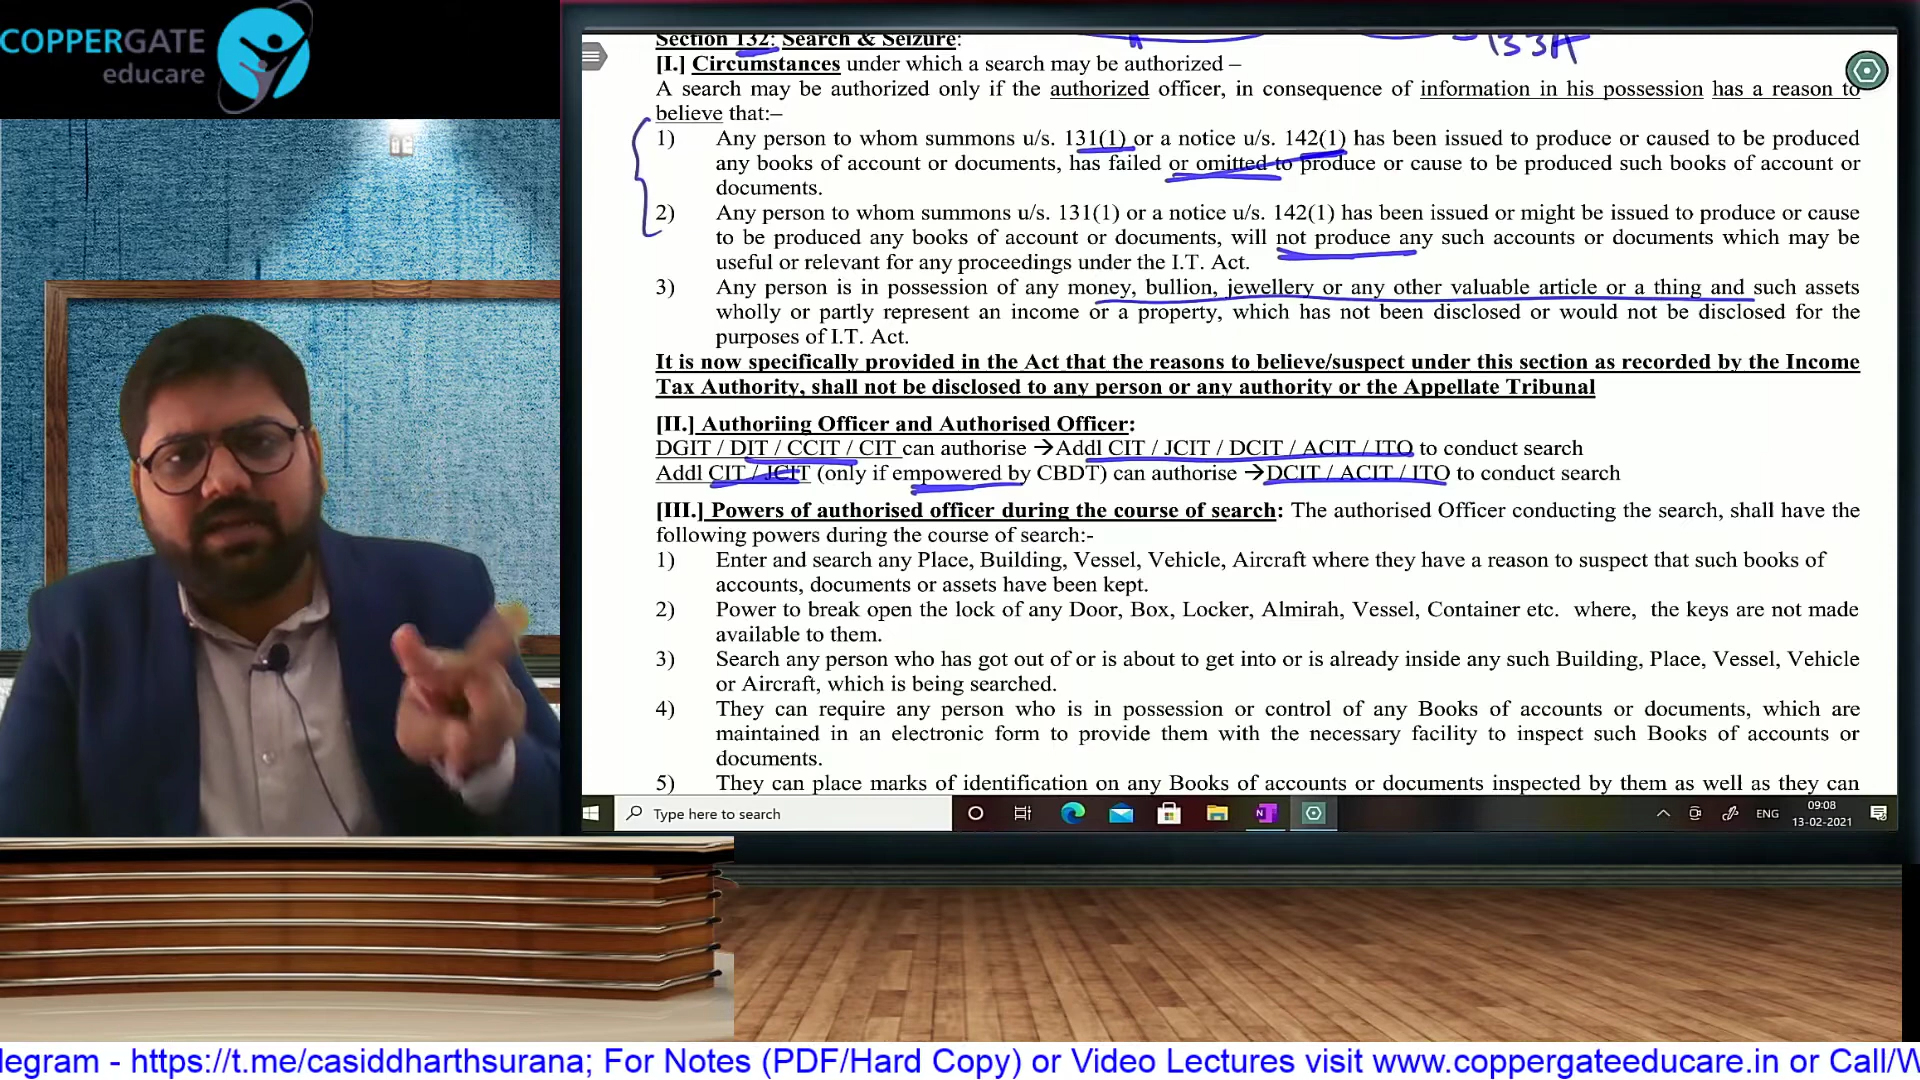 COPPERGATE
educare
Section 132: Search & Seizure:
133A
[I.] Circumstances under which a search may be authorized –
A search may be authorized only if the authorized officer, in consequence of information in his possession has a reason to
believe that:–
1) Any person to whom summons u/s. 131(1) or a notice u/s. 142(1) has been issued to produce or caused to be produced
any books of account or documents, has failed or omitted to produce or cause to be produced such books of account or
documents.
2) Any person to whom summons u/s. 131(1) or a notice u/s. 142(1) has been issued or might be issued to produce or cause
to be produced any books of account or documents, will not produce any such accounts or documents which may be
useful or relevant for any proceedings under the I.T. Act.
3) Any person is in possession of any money, bullion, jewellery or any other valuable article or a thing and such assets
wholly or partly represent an income or a property, which has not been disclosed or would not be disclosed for the
purposes of I.T. Act.
It is now specifically provided in the Act that the reasons to believe/suspect under this section as recorded by the Income
Tax Authority, shall not be disclosed to any person or any authority or the Appellate Tribunal
[II.] Authoriing Officer and Authorised Officer:
DGIT / DIT / CCIT / CIT can authorise →Addl CIT / JCIT / DCIT / ACIT / ITO to conduct search
Addl CIT / JCIT (only if empowered by CBDT) can authorise →DCIT / ACIT / ITO to conduct search
[III.] Powers of authorised officer during the course of search: The authorised Officer conducting the search, shall have the
following powers during the course of search:-
1) Enter and search any Place, Building, Vessel, Vehicle, Aircraft where they have a reason to suspect that such books of
accounts, documents or assets have been kept.
2) Power to break open the lock of any Door, Box, Locker, Almirah, Vessel, Container etc. where, the keys are not made
available to them.
3) Search any person who has got out of or is about to get into or is already inside any such Building, Place, Vessel, Vehicle
or Aircraft, which is being searched.
4) They can require any person who is in possession or control of any Books of accounts or documents, which are
maintained in an electronic form to provide them with the necessary facility to inspect such Books of accounts or
documents.
5) They can place marks of identification on any Books of accounts or documents inspected by them as well as they can
Type here to search
ENG
09:08
13-02-2021
legram - https://t.me/casiddharthsurana; For Notes (PDF/Hard Copy) or Video Lectures visit www.coppergateeducare.in or Call/W